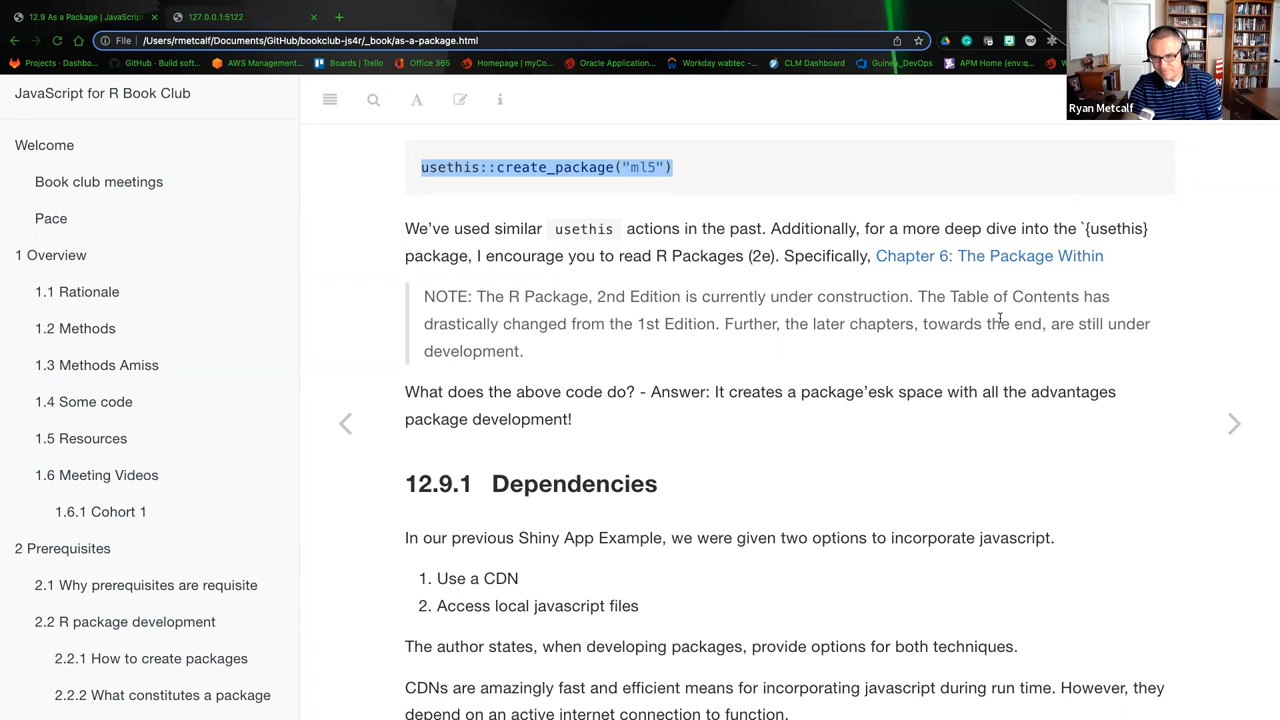 12.9 As a Package | JavaScript
127.0.0.1:5122
File | /Users/rmetcalf/Documents/GitHub/bookclub-js4r/_book/as-a-package.html
Projects - Dashbo...
GitHub - Build soft...
AWS Management...
Boards | Trello
Office 365
Homepage | myCo...
Oracle Application...
Workday wabtec -...
CLM Dashboard
Guinea_DevOps
APM Home (env:q...
Ryan Metcalf
JavaScript for R Book Club
Welcome
Book club meetings
Pace
1 Overview
1.1 Rationale
1.2 Methods
1.3 Methods Amiss
1.4 Some code
1.5 Resources
1.6 Meeting Videos
1.6.1 Cohort 1
2 Prerequisites
2.1 Why prerequisites are requisite
2.2 R package development
2.2.1 How to create packages
2.2.2 What constitutes a package
usethis::create_package("ml5")
We've used similar usethis actions in the past. Additionally, for a more deep dive into the `{usethis}
package, I encourage you to read R Packages (2e). Specifically, Chapter 6: The Package Within
NOTE: The R Package, 2nd Edition is currently under construction. The Table of Contents has
drastically changed from the 1st Edition. Further, the later chapters, towards the end, are still under
development.
What does the above code do? - Answer: It creates a package'esk space with all the advantages
package development!
12.9.1 Dependencies
In our previous Shiny App Example, we were given two options to incorporate javascript.
1. Use a CDN
2. Access local javascript files
The author states, when developing packages, provide options for both techniques.
CDNs are amazingly fast and efficient means for incorporating javascript during run time. However, they
depend on an active internet connection to function.